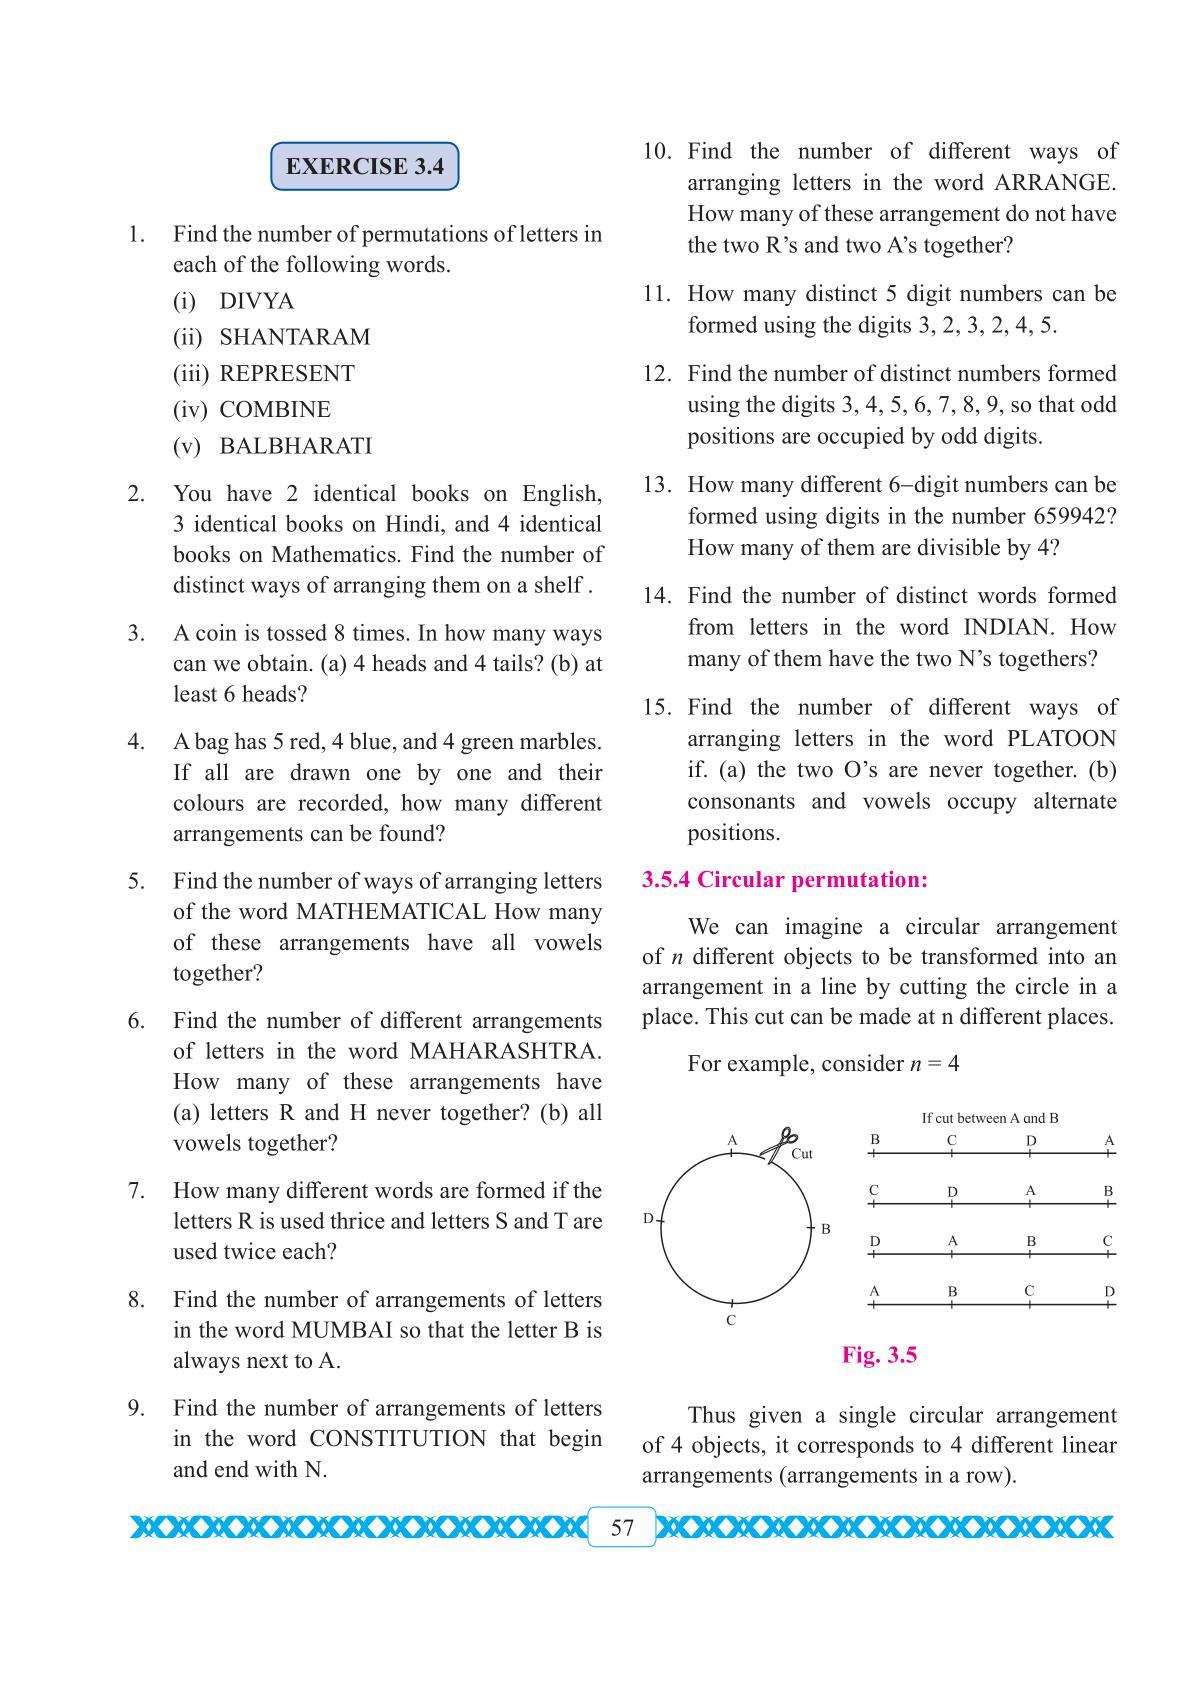 EXERCISE 3.4
1. Find the number of permutations of letters in
each of the following words.
(i) DIVYA
(ii) SHANTARAM
(iii) REPRESENT
(iv) COMBINE
(v) BALBHARATI
2. You have 2 identical books on English,
3 identical books on Hindi, and 4 identical
books on Mathematics. Find the number of
distinct ways of arranging them on a shelf .
3. A coin is tossed 8 times. In how many ways
can we obtain. (a) 4 heads and 4 tails? (b) at
least 6 heads?
4. A bag has 5 red, 4 blue, and 4 green marbles.
If all are drawn one by one and their
colours are recorded, how many different
arrangements can be found?
5. Find the number of ways of arranging letters
of the word MATHEMATICAL How many
of these arrangements have all vowels
together?
6. Find the number of different arrangements
of letters in the word MAHARASHTRA.
How many of these arrangements have
(a) letters R and H never together? (b) all
vowels together?
7. How many different words are formed if the
letters R is used thrice and letters S and T are
used twice each?
8. Find the number of arrangements of letters
in the word MUMBAI so that the letter B is
always next to A.
9. Find the number of arrangements of letters
in the word CONSTITUTION that begin
and end with N.
10. Find the number of different ways of
arranging letters in the word ARRANGE.
How many of these arrangement do not have
the two R’s and two A’s together?
11. How many distinct 5 digit numbers can be
formed using the digits 3, 2, 3, 2, 4, 5.
12. Find the number of distinct numbers formed
using the digits 3, 4, 5, 6, 7, 8, 9, so that odd
positions are occupied by odd digits.
13. How many different 6–digit numbers can be
formed using digits in the number 659942?
How many of them are divisible by 4?
14. Find the number of distinct words formed
from letters in the word INDIAN. How
many of them have the two N’s togethers?
15. Find the number of different ways of
arranging letters in the word PLATOON
if. (a) the two O’s are never together. (b)
consonants and vowels occupy alternate
positions.
3.5.4 Circular permutation:
We can imagine a circular arrangement
of n different objects to be transformed into an
arrangement in a line by cutting the circle in a
place. This cut can be made at n different places.
For example, consider n = 4
If cut between A and B
A
Cut
D
B
C
B C D A
C D A B
D A B C
A B C D
Fig. 3.5
Thus given a single circular arrangement
of 4 objects, it corresponds to 4 different linear
arrangements (arrangements in a row).
57